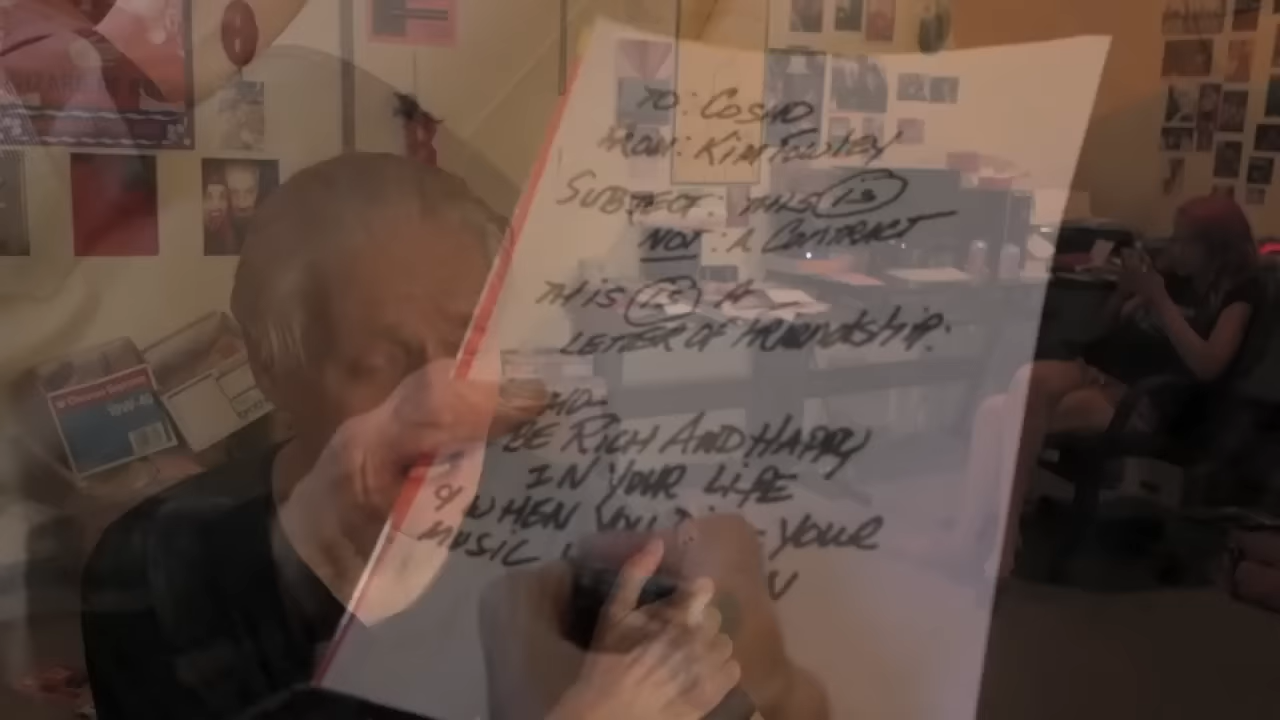 TO: COSMO
FROM: KIM FOWLEY
SUBJECT: THIS IS
NOT: A CONTRACT
THIS IS A
LETTER OF FRIENDSHIP.
BE RICH AND HAPPY
IN YOUR LIFE
& WHEN YOU YOUR
MUSIC